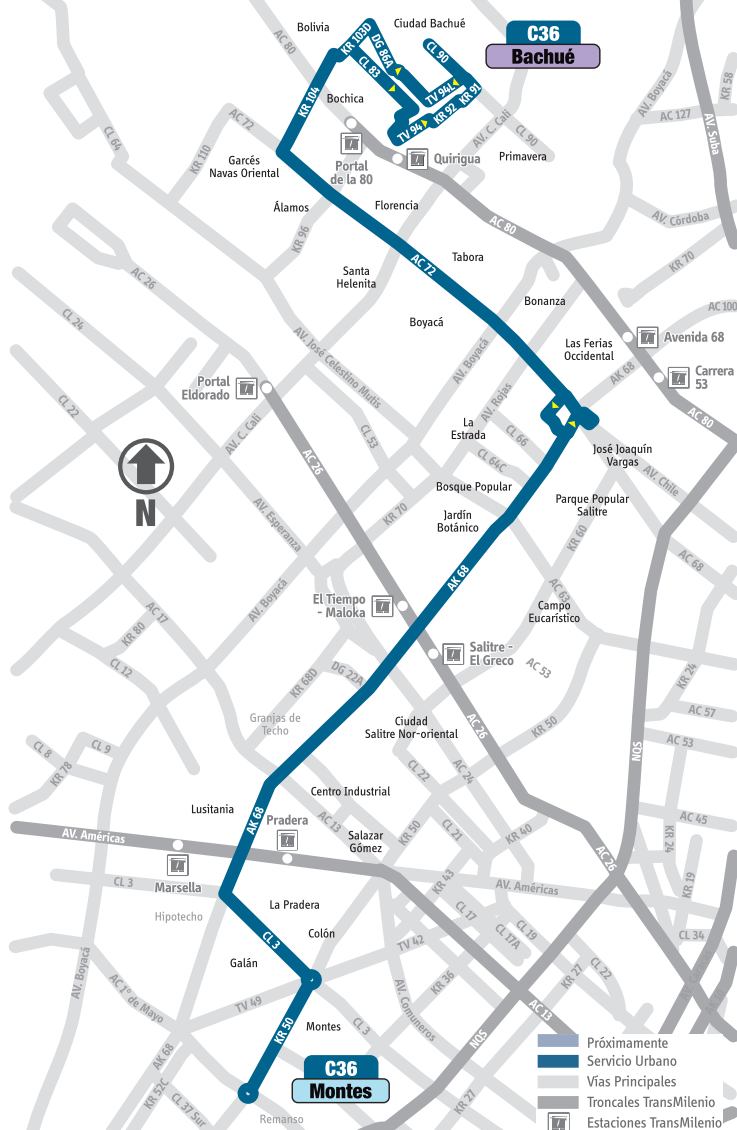 Bolivia
Ciudad Bachué
C36
Bachué
AC 80
KR 103D
DG 86A
CL 90
CL 83
TV 94L
KR 91
KR 92
TV 94
KR 104
Bochica
AV. Boyacá
KR 58
AC 127
AV. Suba
CL 64
AC 72
KR 110
AV. C. Cali
CL 90
Portal
de la 80
Quirigua
Primavera
Garcés
Navas Oriental
Álamos
Florencia
KR 96
AC 80
AV. Córdoba
KR 70
AC 26
AC 72
Tabora
Santa
Helenita
Bonanza
AC 100
CL 24
Boyacá
AV. José Celestino Mutis
AV. Boyacá
Las Ferias
Occidental
Avenida 68
AK 68
Carrera
53
Portal
Eldorado
CL 22
AV. Rojas
AV. C. Cali
CL 53
La
Estrada
CL 66
AC 80
José Joaquín
Vargas
AC 26
CL 64C
AV. Chile
Bosque Popular
Parque Popular
Salitre
N
KR 70
Jardín
Botánico
AV. Esperanza
KR 60
AC 68
AK 68
AV. Boyacá
AC 63
El Tiempo
- Maloka
Campo
Eucarístico
AC 17
KR 80
CL 12
Salitre -
El Greco
AC 53
KR 68D
DG 22A
KR 24
Granjas de
Techo
Ciudad
Salitre Nor-oriental
AC 26
KR 50
AC 57
AC 53
NQS
CL 8
CL 9
KR 78
CL 22
AC 24
Centro Industrial
Lusitania
AK 68
Pradera
AC 13
KR 50
CL 21
KR 40
AC 45
KR 24
AV. Américas
Salazar
Gómez
AC 26
Marsella
CL 3
KR 43
AV. Américas
KR 19
Hipotecho
La Pradera
CL 17
CL 17A
CL 19
CL 34
Colón
CL 3
TV 42
AV. Boyacá
Galán
KR 36
KR 27
CL 22
AC 1° de Mayo
TV 49
AV. Comuneros
AC 13
KR 50
Montes
CL 3
NQS
AK 68
C36
Montes
KR 52C
CL 37 Sur
Remanso
KR 27
Próximamente
Servicio Urbano
Vías Principales
Troncales TransMilenio
Estaciones TransMilenio